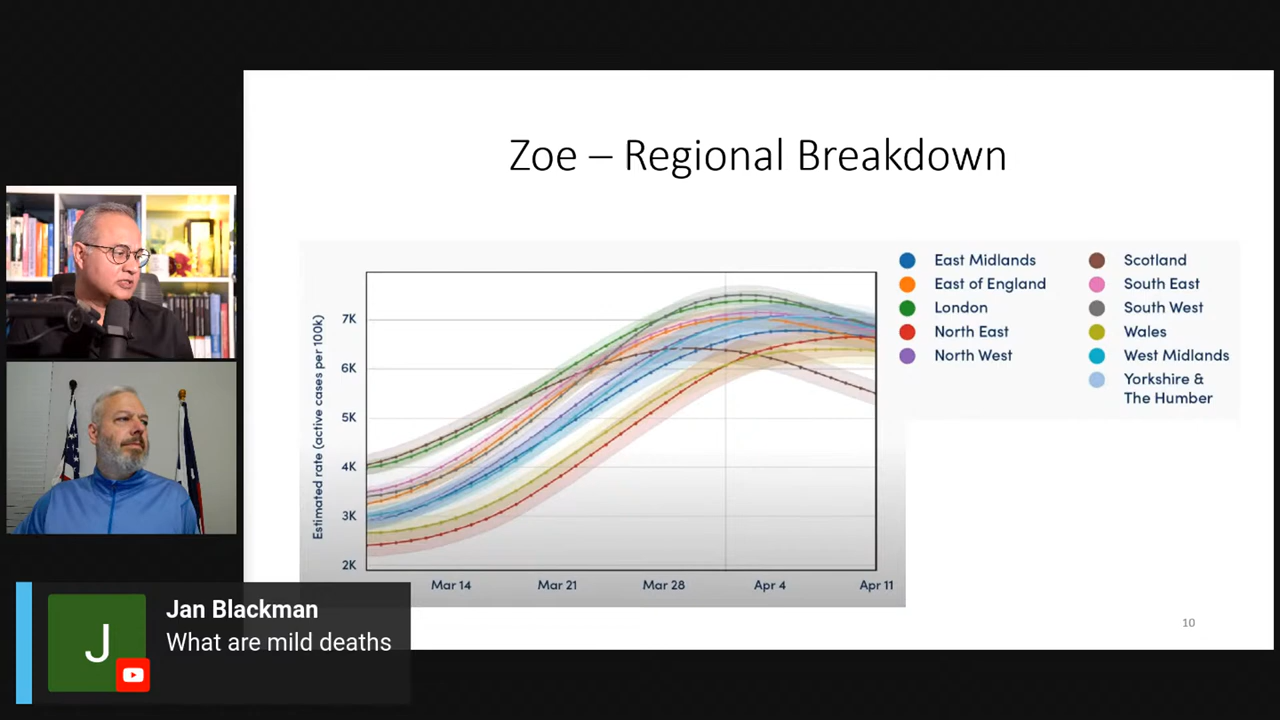 Zoe – Regional Breakdown
Estimated rate (active cases per 100k)
7K
6K
5K
4K
3K
2K
Mar 14
Mar 21
Mar 28
Apr 4
Apr 11
East Midlands
East of England
London
North East
North West
Scotland
South East
South West
Wales
West Midlands
Yorkshire &
The Humber
10
J
Jan Blackman
What are mild deaths